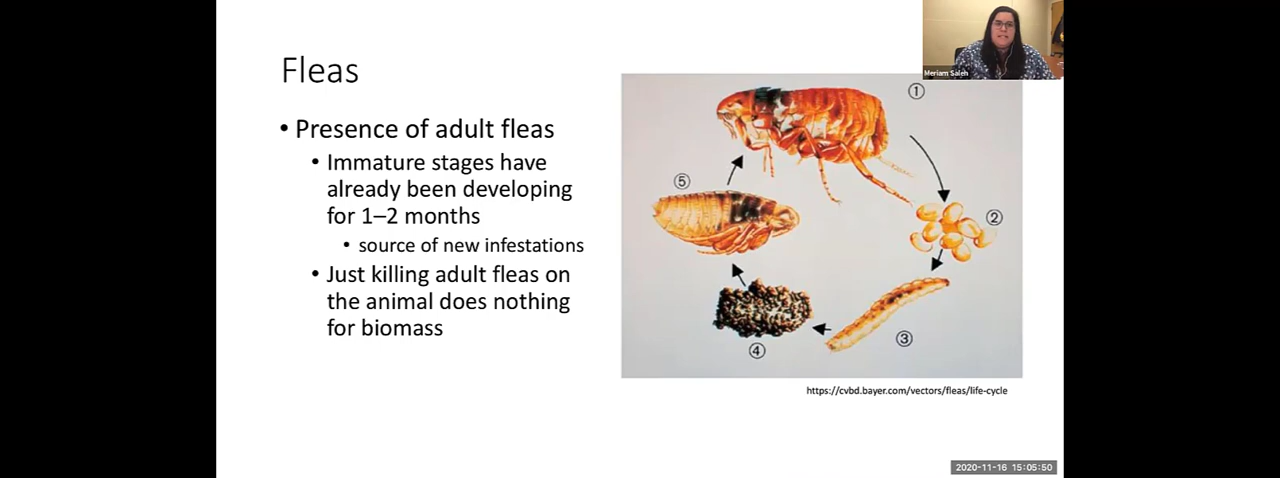 Meriam Saleh
Fleas
• Presence of adult fleas
• Immature stages have
already been developing
for 1–2 months
• source of new infestations
• Just killing adult fleas on
the animal does nothing
for biomass
①
②
③
④
⑤
https://cvbd.bayer.com/vectors/fleas/life-cycle
2020-11-16 15:05:50